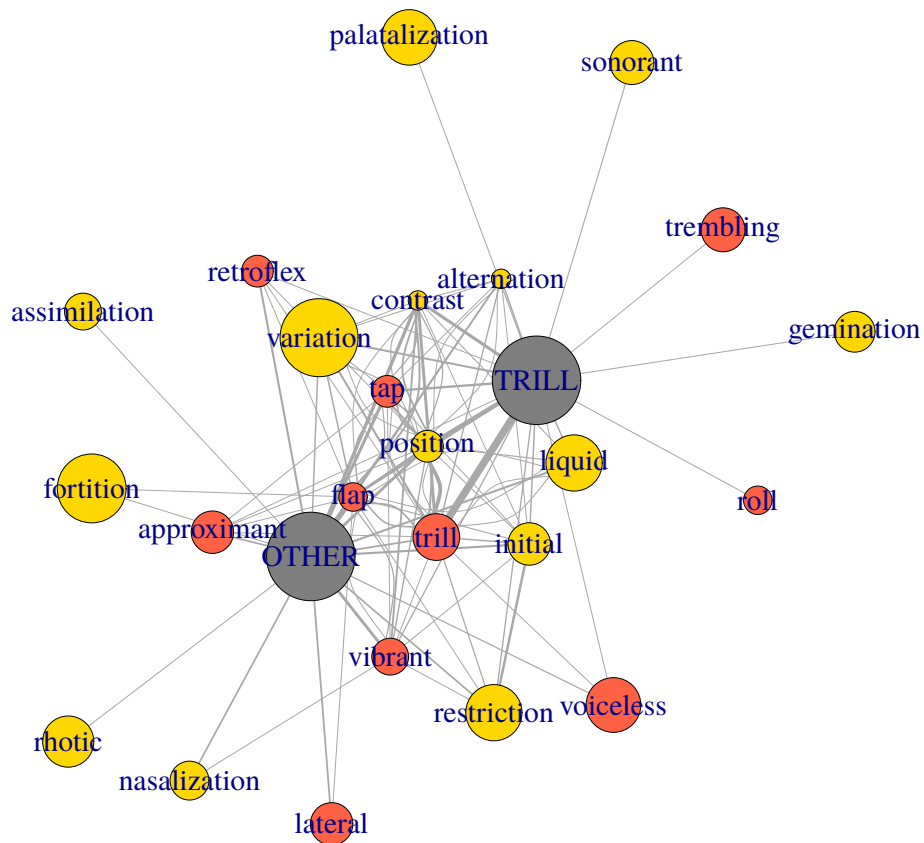 palatalization
sonorant
trembling
retroflex
alternation
contrast
assimilation
gemination
variation
TRILL
tap
position
liquid
fortition
flap
roll
approximant
trill
initial
OTHER
vibrant
voiceless
restriction
rhotic
nasalization
lateral